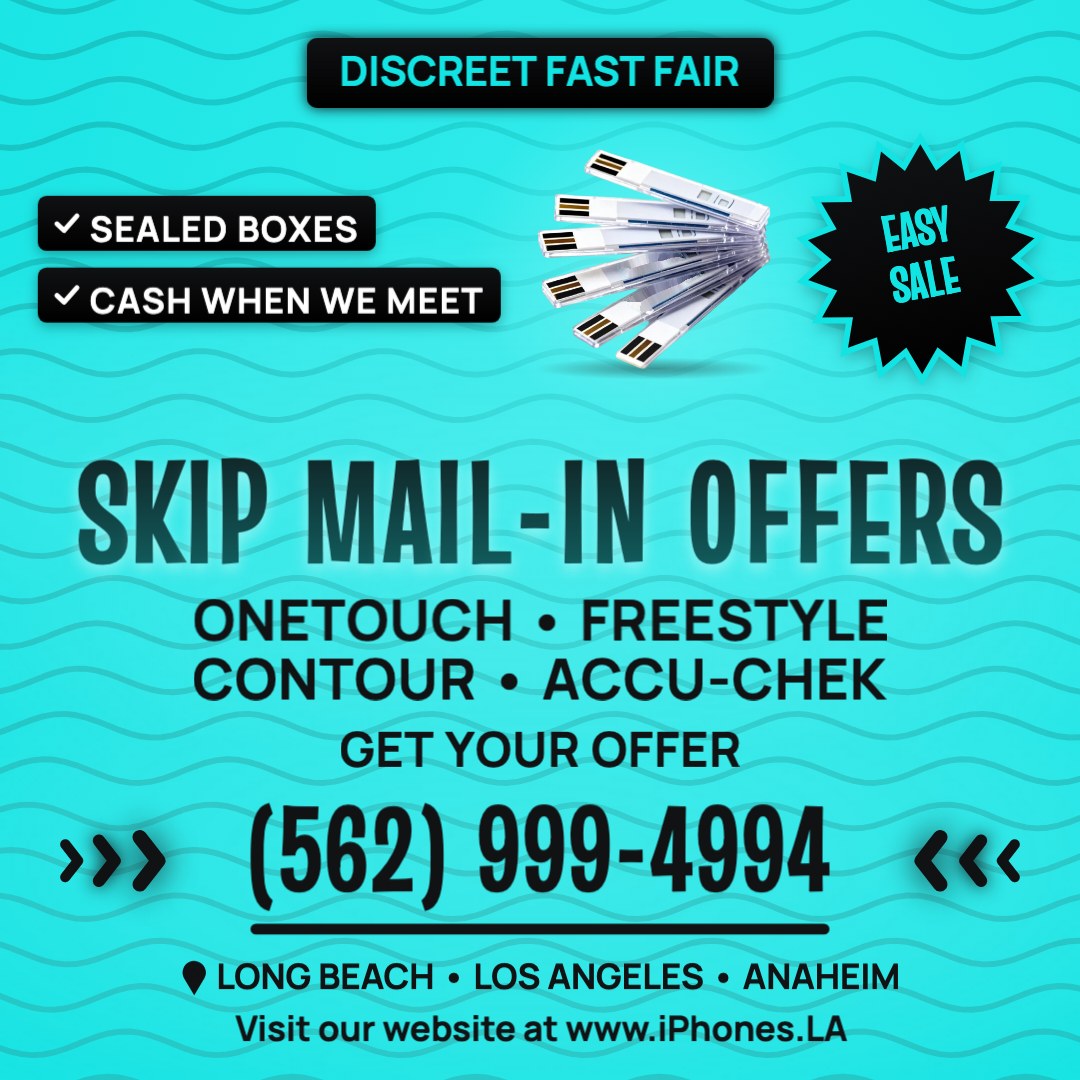 DISCREET FAST FAIR
SEALED BOXES
CASH WHEN WE MEET
EASY
SALE
SKIP MAIL-IN OFFERS
ONETOUCH • FREESTYLE
CONTOUR • ACCU-CHEK
GET YOUR OFFER
(562) 999-4994
LONG BEACH • LOS ANGELES • ANAHEIM
Visit our website at www.iPhones.LA